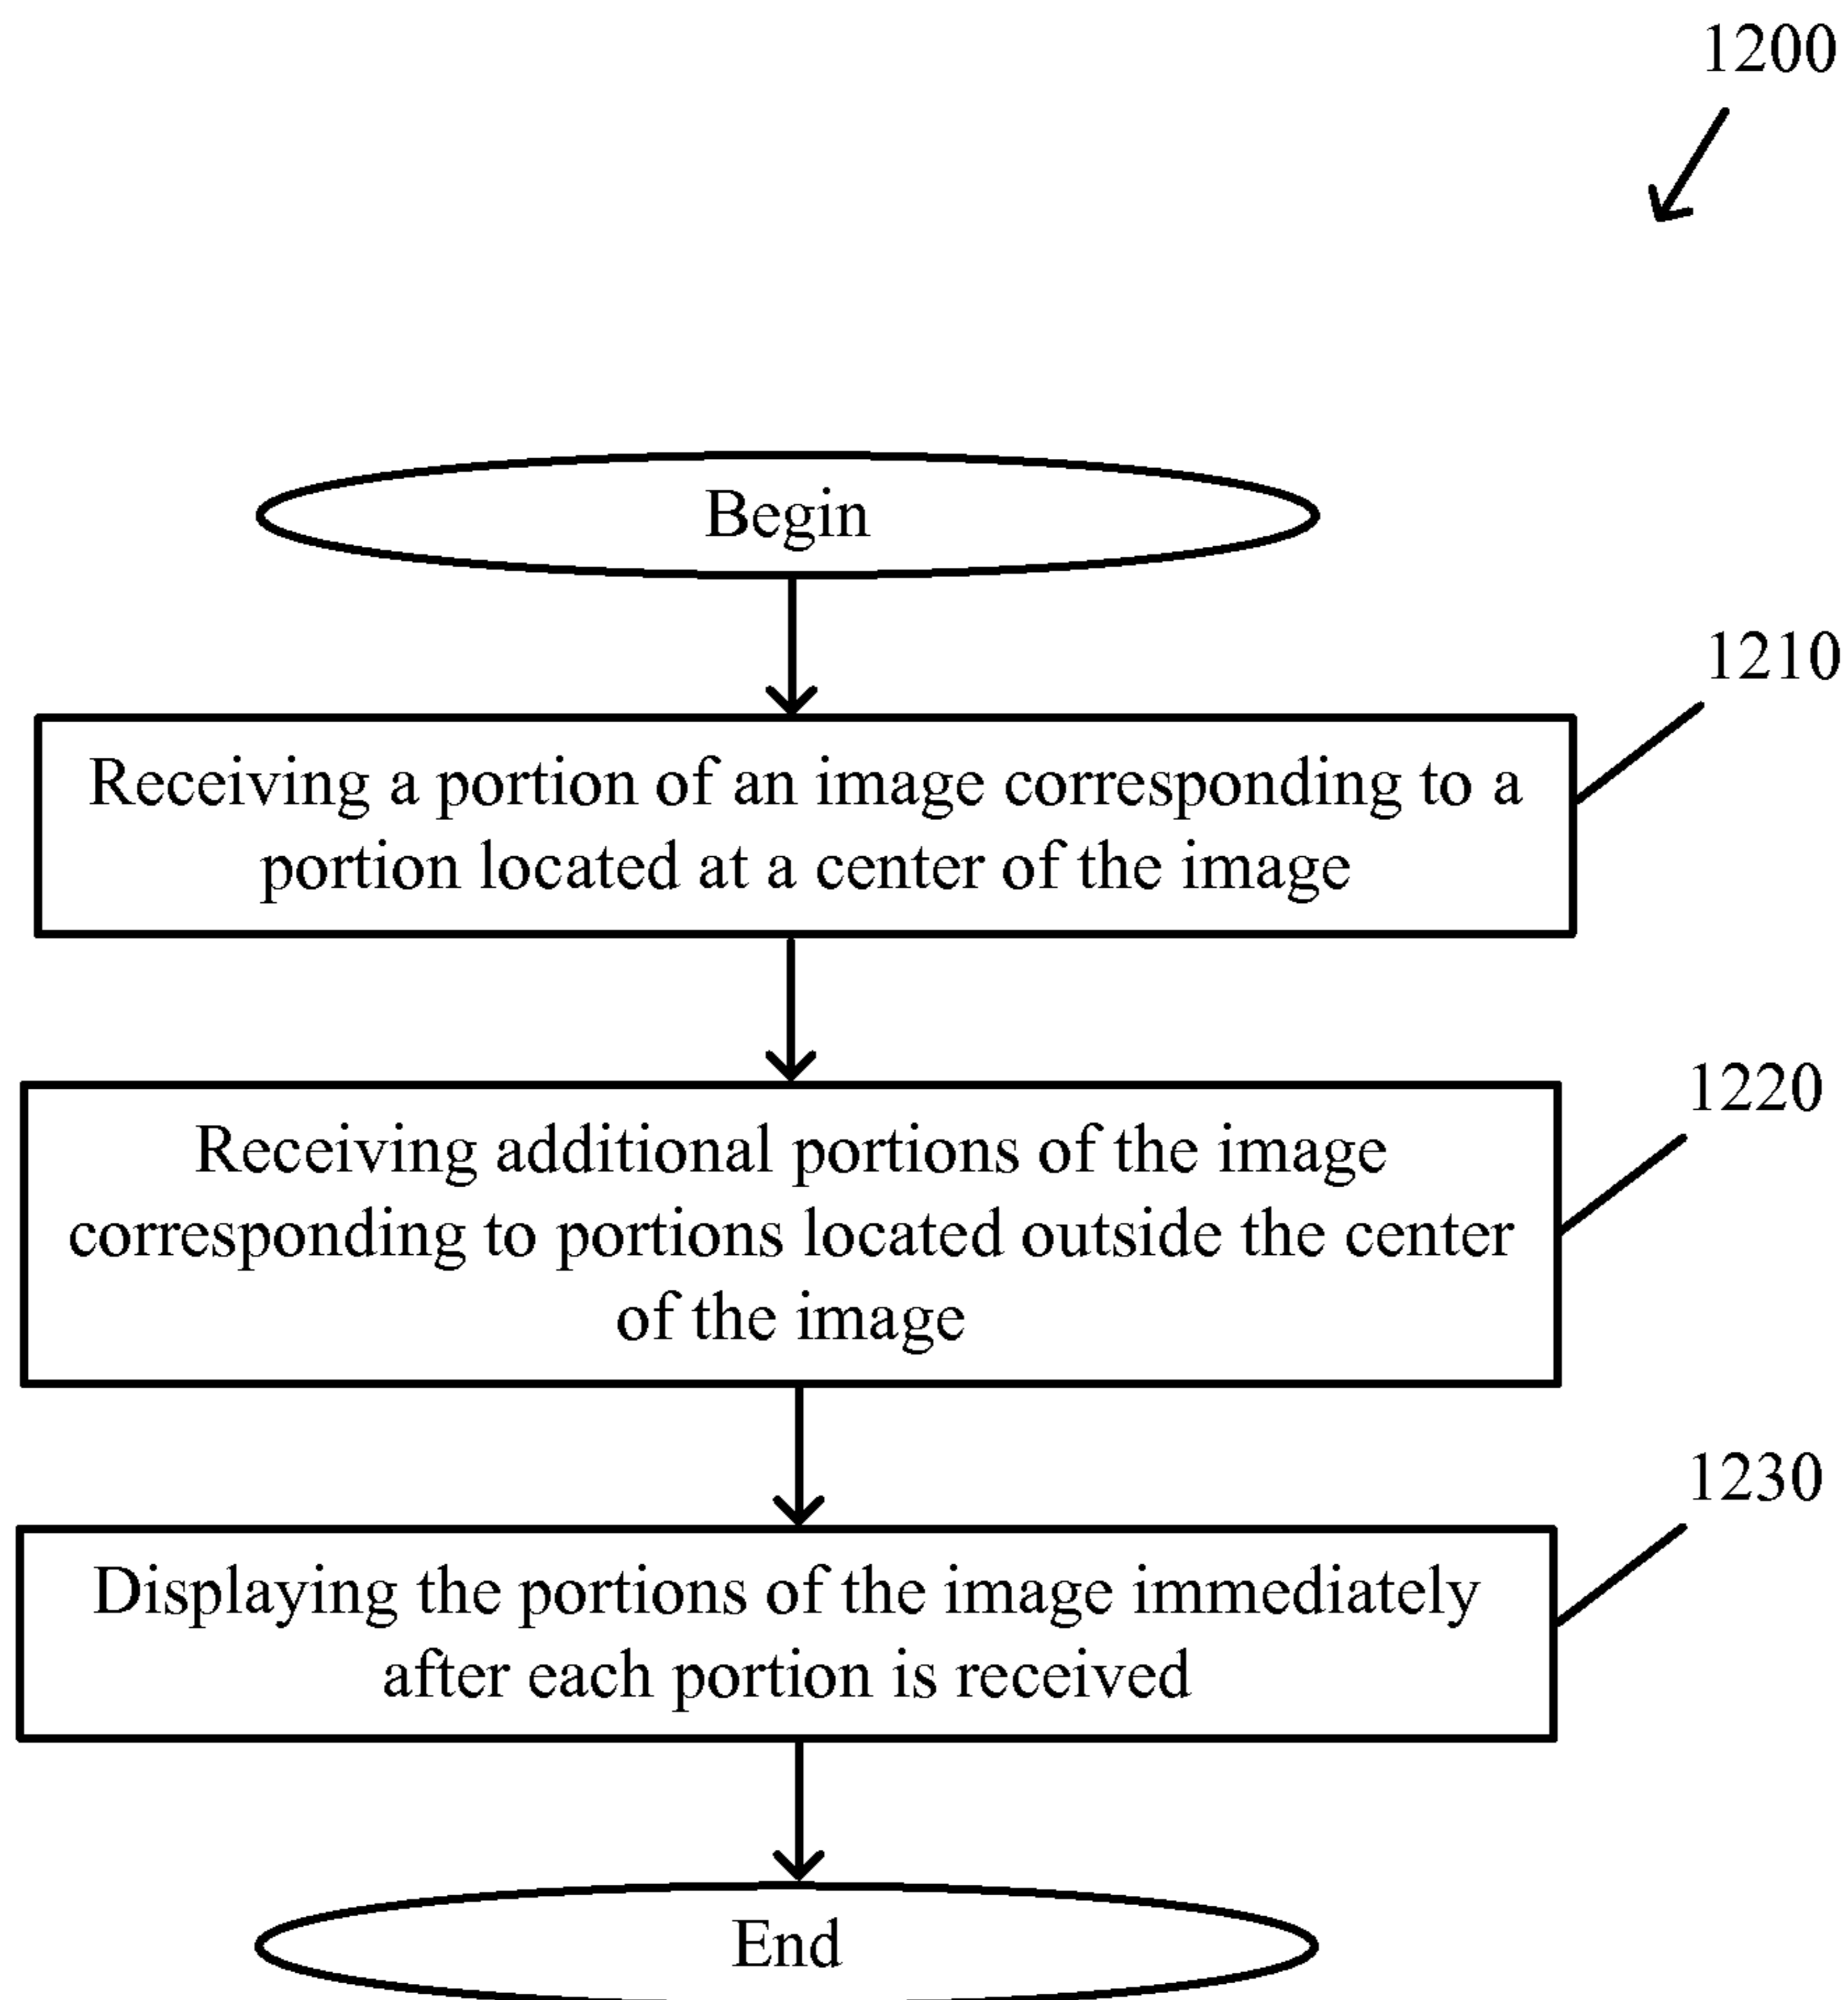 1200
Begin
1210
Receiving a portion of an image corresponding to a
portion located at a center of the image
1220
Receiving additional portions of the image
corresponding to portions located outside the center
of the image
1230
Displaying the portions of the image immediately
after each portion is received
End